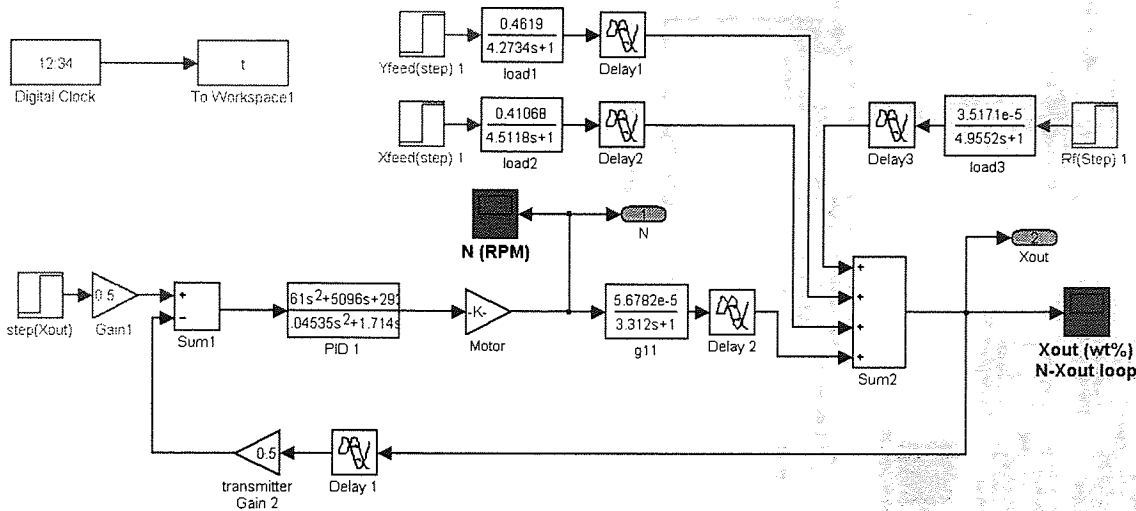 12:34
Digital Clock
t
To Workspace1
Yfeed(step) 1
0.4619
4.2734s+1
load1
Delay1
Xfeed(step) 1
0.41068
4.5118s+1
load2
Delay2
Delay3
3.5171e-5
4.9552s+1
load3
Rf(Step) 1
N (RPM)
1
N
2
Xout
step(Xout)
0.5
Gain1
+
−
Sum1
61s²+5096s+292
.04535s²+1.714s
PID 1
-K-
Motor
5.6782e-5
3.312s+1
g11
Delay 2
+
+
+
+
Sum2
Xout (wt%)
N-Xout loop
0.5
transmitter
Gain 2
Delay 1